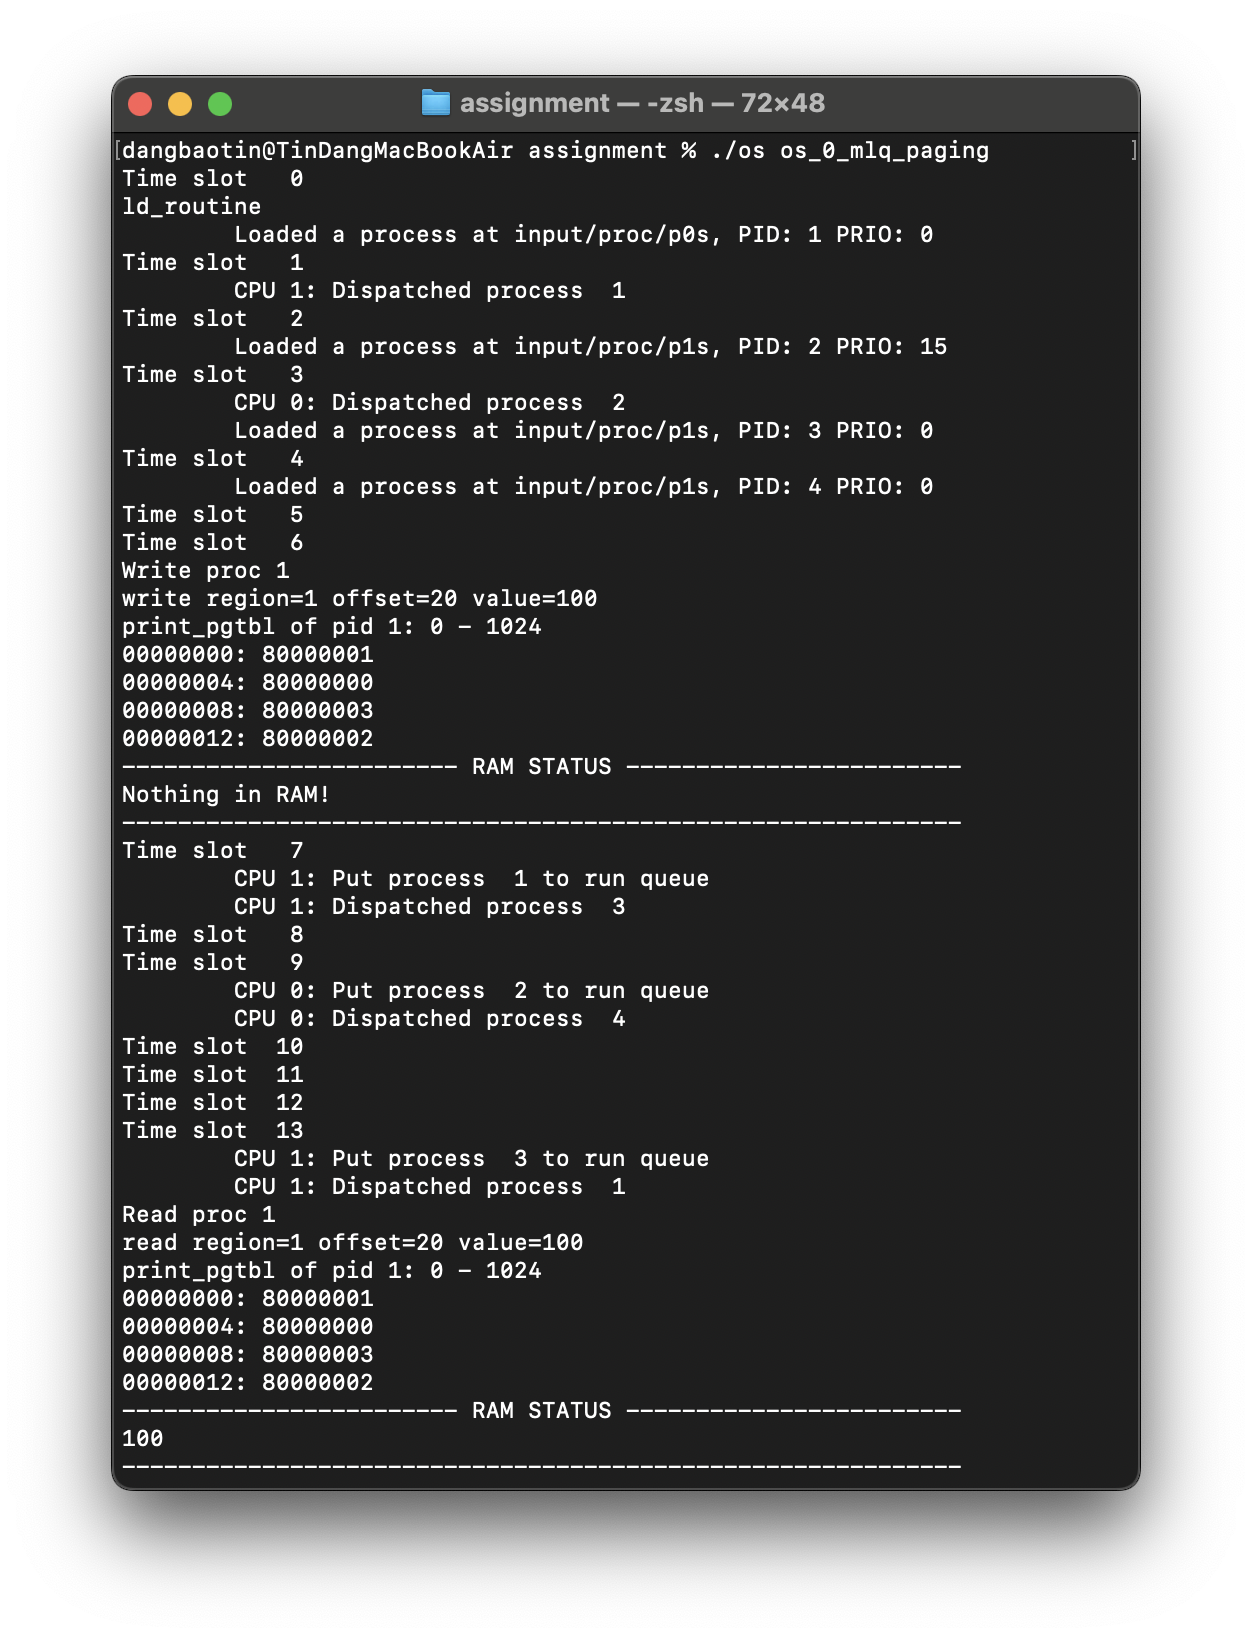 assignment — -zsh — 72×48
[dangbaotin@TinDangMacBookAir assignment % ./os os_0_mlq_paging ]
Time slot   0
ld_routine
        Loaded a process at input/proc/p0s, PID: 1 PRIO: 0
Time slot   1
        CPU 1: Dispatched process  1
Time slot   2
        Loaded a process at input/proc/p1s, PID: 2 PRIO: 15
Time slot   3
        CPU 0: Dispatched process  2
        Loaded a process at input/proc/p1s, PID: 3 PRIO: 0
Time slot   4
        Loaded a process at input/proc/p1s, PID: 4 PRIO: 0
Time slot   5
Time slot   6
Write proc 1
write region=1 offset=20 value=100
print_pgtbl of pid 1: 0 - 1024
00000000: 80000001
00000004: 80000000
00000008: 80000003
00000012: 80000002
------------------------ RAM STATUS ------------------------
Nothing in RAM!
------------------------------------------------------------
Time slot   7
        CPU 1: Put process  1 to run queue
        CPU 1: Dispatched process  3
Time slot   8
Time slot   9
        CPU 0: Put process  2 to run queue
        CPU 0: Dispatched process  4
Time slot  10
Time slot  11
Time slot  12
Time slot  13
        CPU 1: Put process  3 to run queue
        CPU 1: Dispatched process  1
Read proc 1
read region=1 offset=20 value=100
print_pgtbl of pid 1: 0 - 1024
00000000: 80000001
00000004: 80000000
00000008: 80000003
00000012: 80000002
------------------------ RAM STATUS ------------------------
100
------------------------------------------------------------